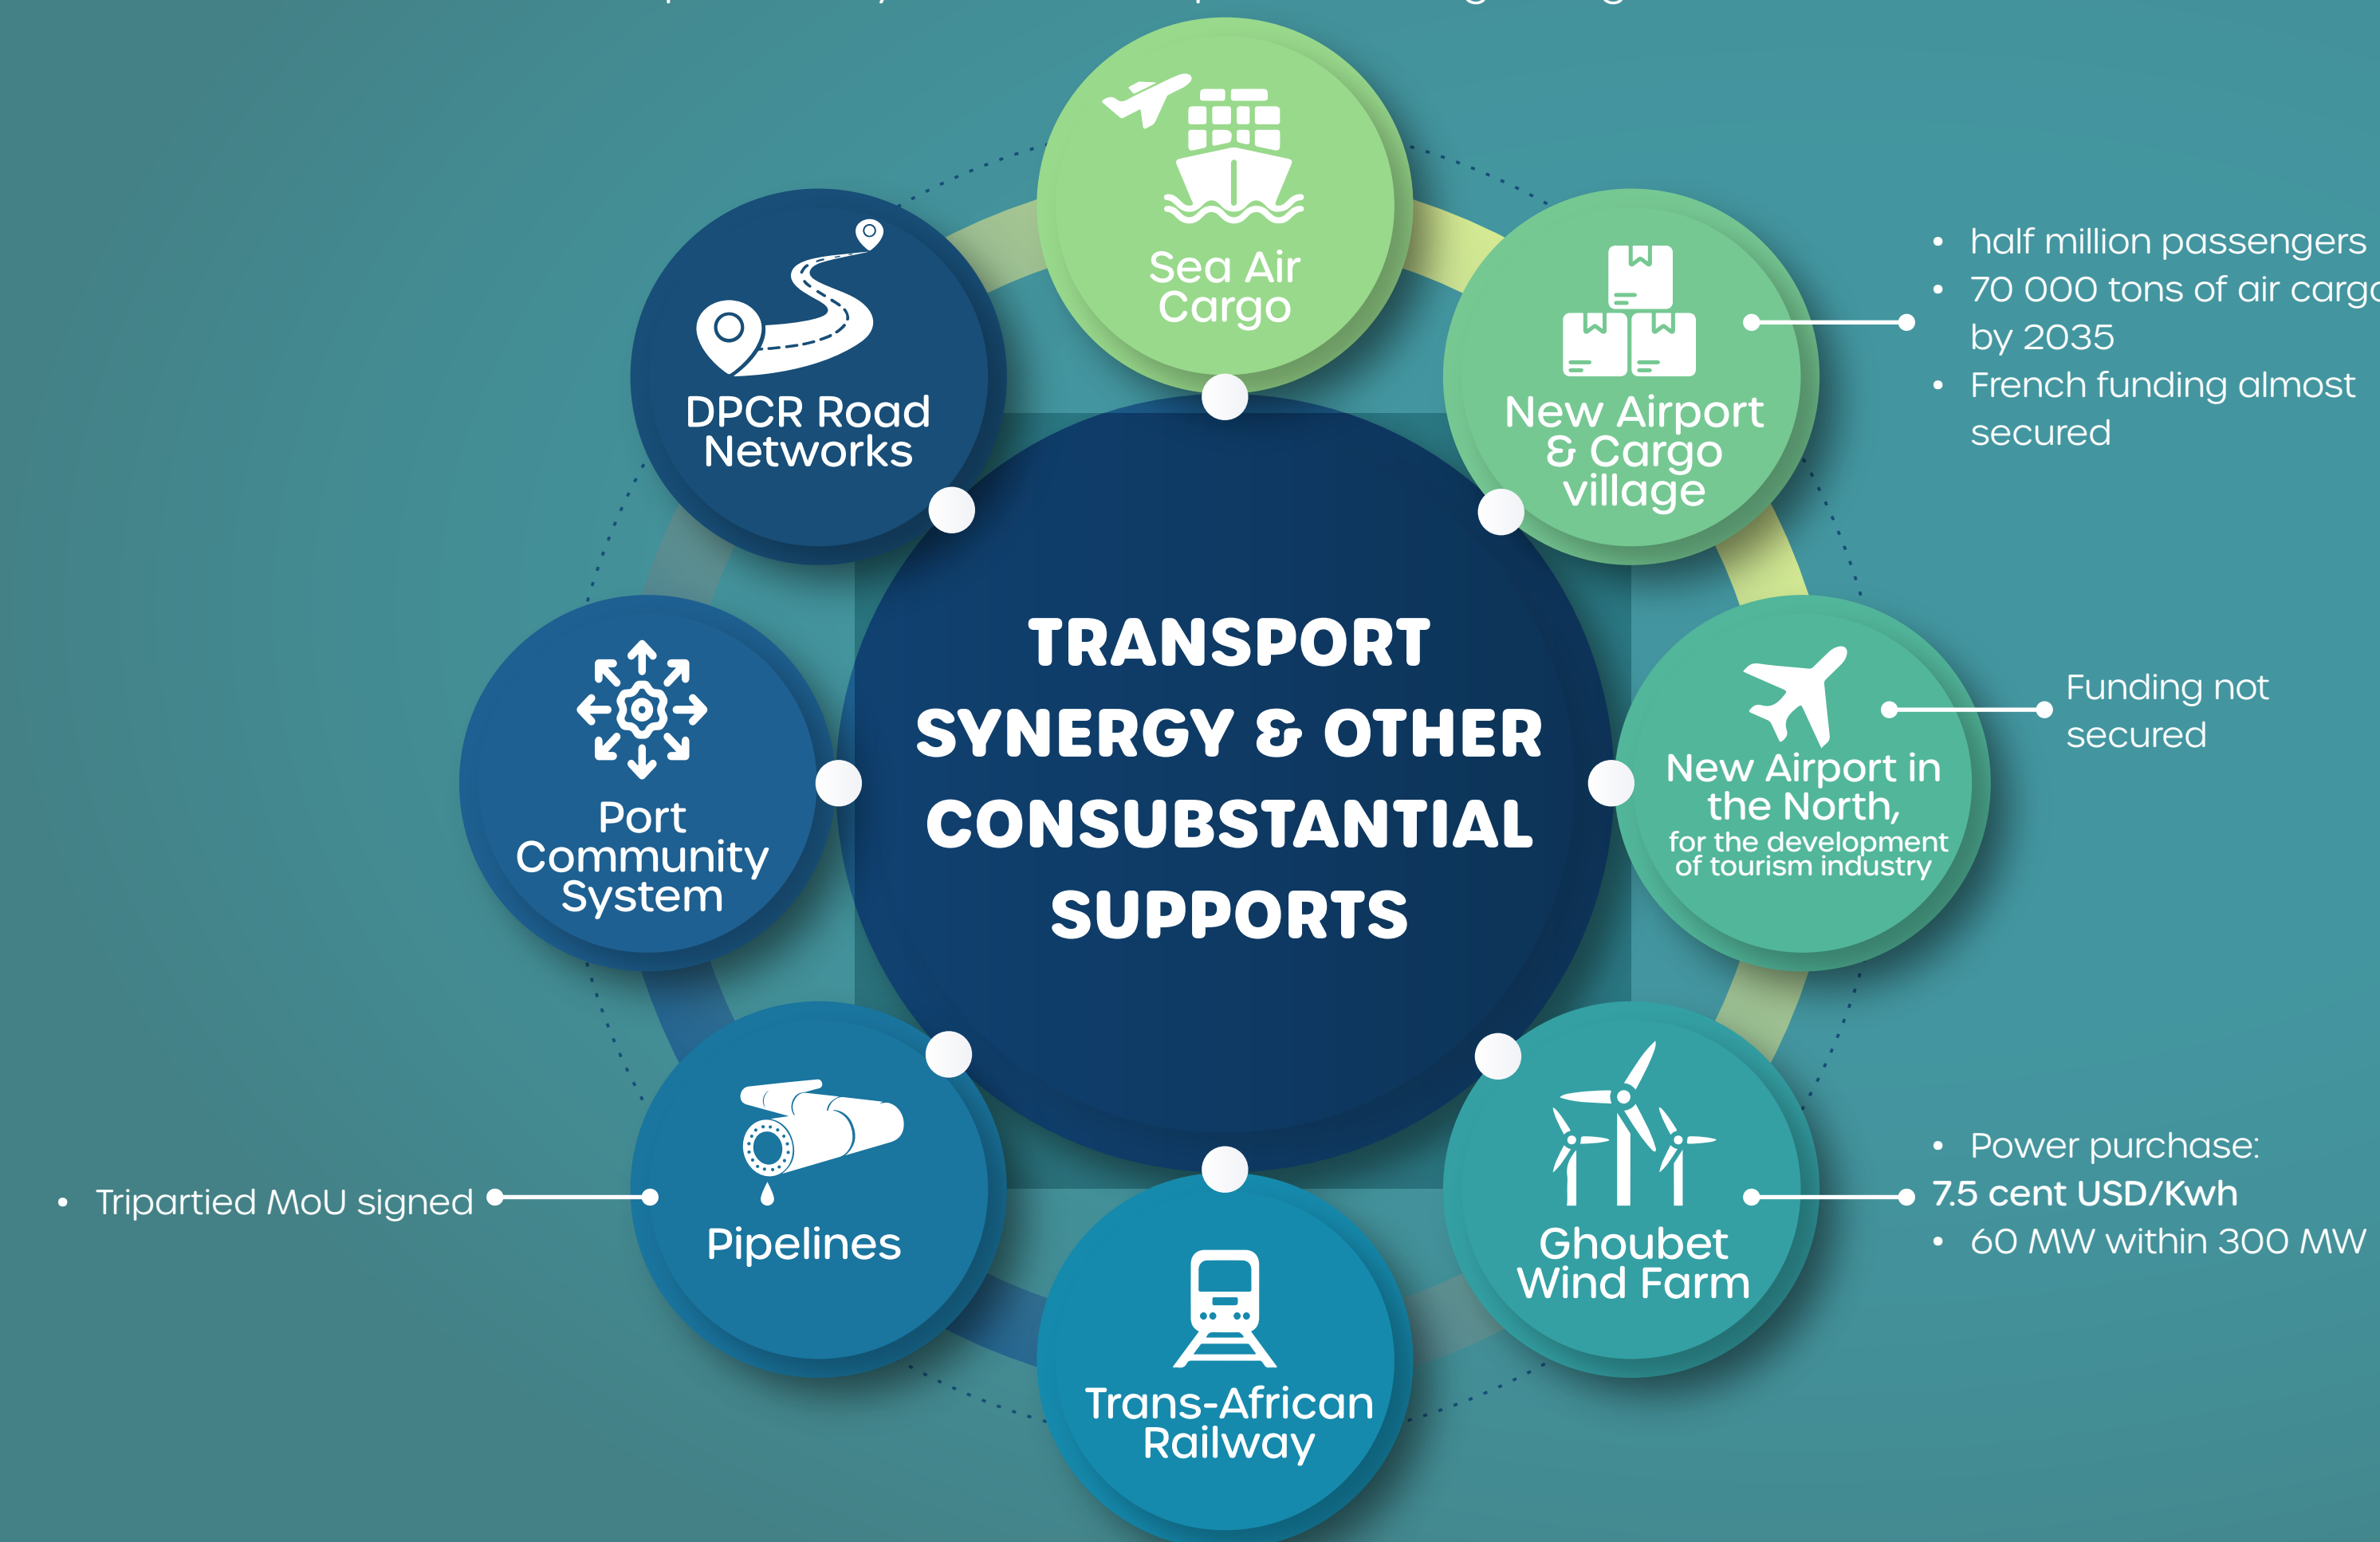 Sea Air
Cargo
DPCR Road
Networks
New Airport
& Cargo
village
• half million passengers
• 70 000 tons of air cargo
by 2035
• French funding almost
secured
TRANSPORT
SYNERGY & OTHER
CONSUBSTANTIAL
SUPPORTS
Port
Community
System
New Airport in
the North,
for the development
of tourism industry
Funding not
secured
• Tripartied MoU signed
Pipelines
Ghoubet
Wind Farm
• Power purchase:
7.5 cent USD/Kwh
• 60 MW within 300 MW
Trans-African
Railway